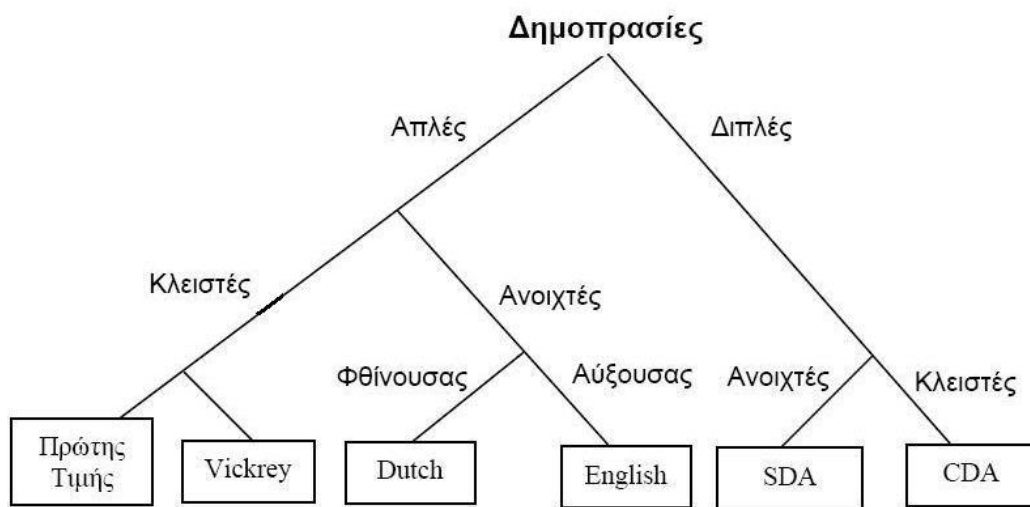 Δημοπρασίες
Απλές
Διπλές
Κλειστές
Ανοιχτές
Φθίνουσας
Αύξουσας
Ανοιχτές
Κλειστές
Πρώτης
Τιμής
Vickrey
Dutch
English
SDA
CDA